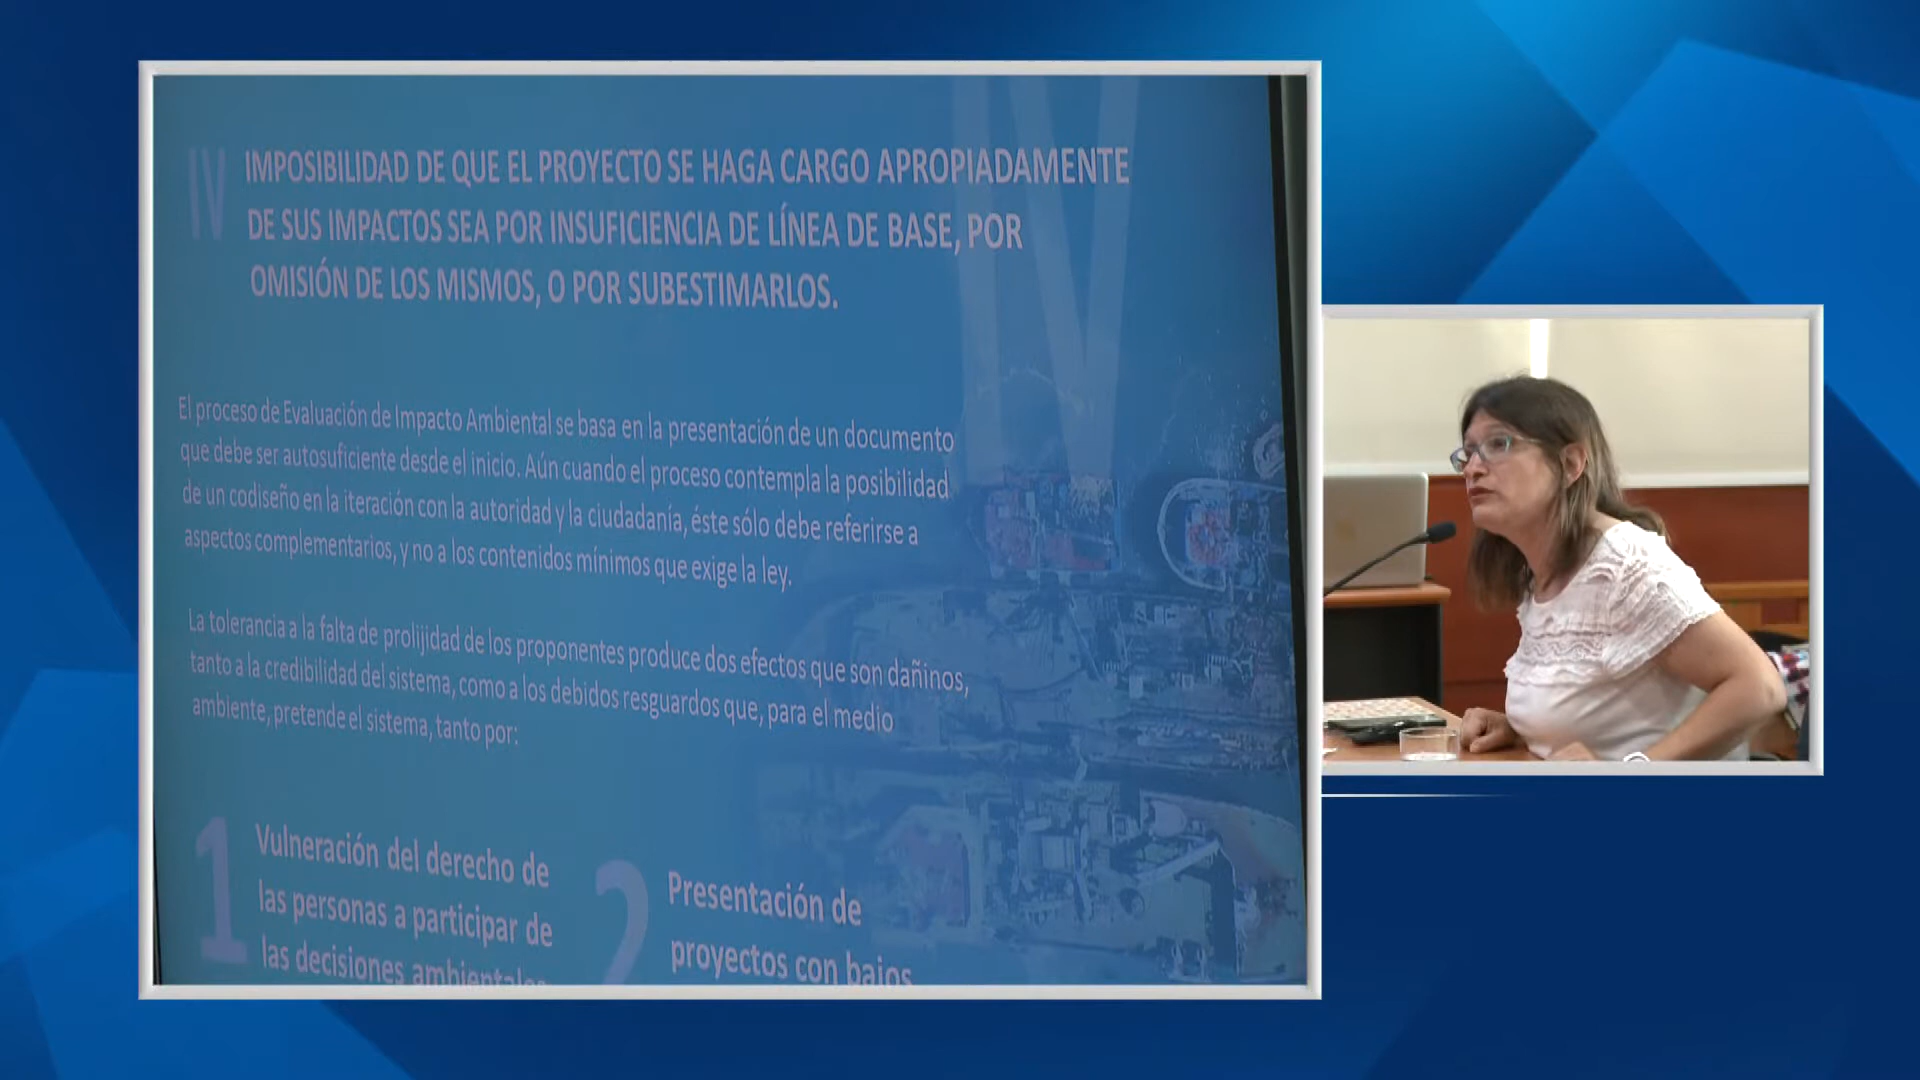 IV
IMPOSIBILIDAD DE QUE EL PROYECTO SE HAGA CARGO APROPIADAMENTE
DE SUS IMPACTOS SEA POR INSUFICIENCIA DE LÍNEA DE BASE, POR
OMISIÓN DE LOS MISMOS, O POR SUBESTIMARLOS.
El proceso de Evaluación de Impacto Ambiental se basa en la presentación de un documento
que debe ser autosuficiente desde el inicio. Aún cuando el proceso contempla la posibilidad
de un codiseño en la iteración con la autoridad y la ciudadanía, éste sólo debe referirse a
aspectos complementarios, y no a los contenidos mínimos que exige la ley.
La tolerancia a la falta de prolijidad de los proponentes produce dos efectos que son dañinos,
tanto a la credibilidad del sistema, como a los debidos resguardos que, para el medio
ambiente, pretende el sistema, tanto por:
1
Vulneración del derecho de
las personas a participar de
las decisiones ambientales
2
Presentación de
proyectos con bajos